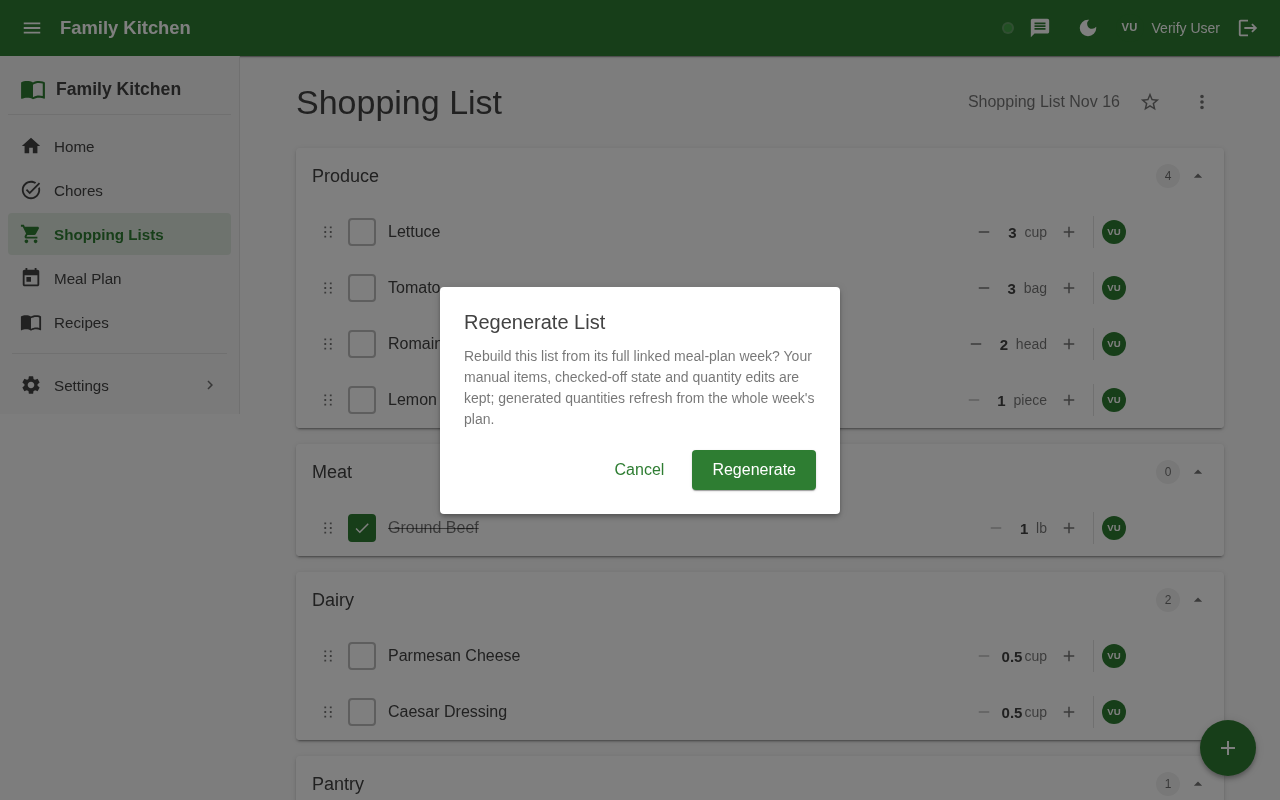 Family Kitchen
VU
Verify User
Family Kitchen
Home
Chores
Shopping Lists
Meal Plan
Recipes
Settings
Shopping List
Shopping List Nov 16
Produce
4
Lettuce
3 cup
VU
Tomato
3 bag
VU
2 head
VU
Lemon
1 piece
VU
Regenerate List
Rebuild this list from its full linked meal-plan week? Your
manual items, checked-off state and quantity edits are
kept; generated quantities refresh from the whole week's
plan.
Cancel
Regenerate
Meat
0
Ground Beef
1 lb
VU
Dairy
2
Parmesan Cheese
0.5 cup
VU
Caesar Dressing
0.5 cup
VU
Pantry
1